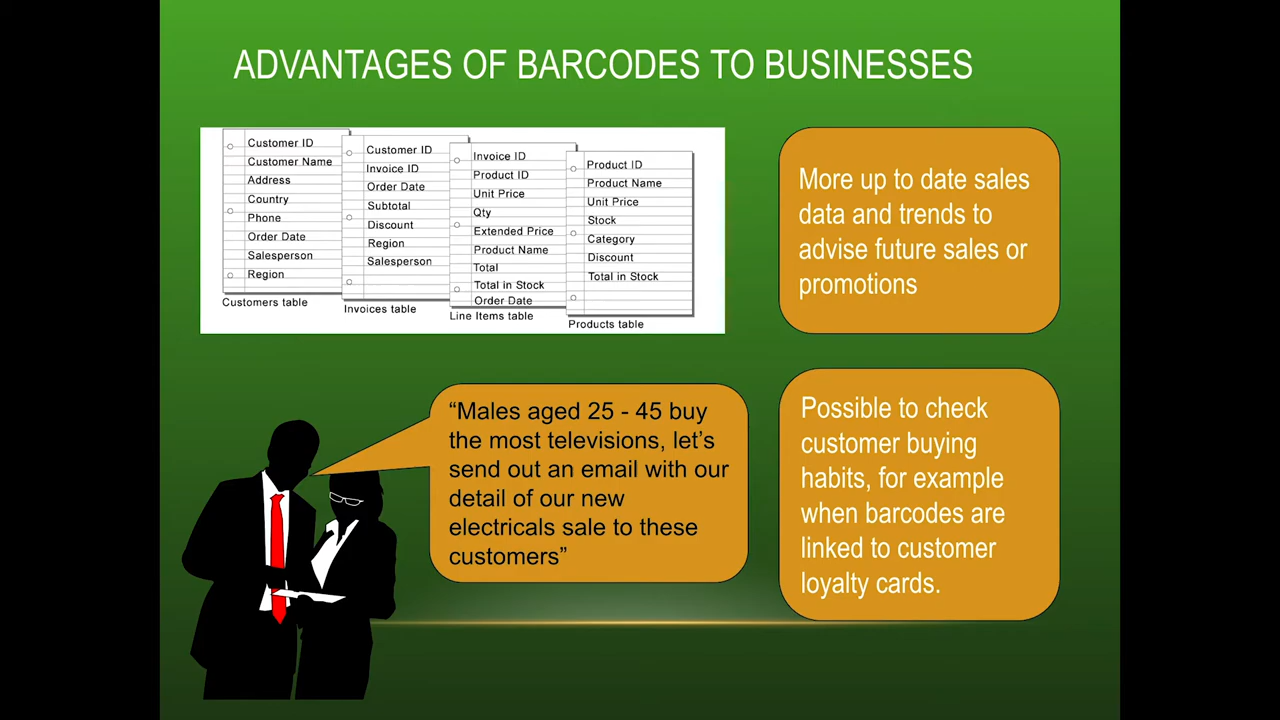 ADVANTAGES OF BARCODES TO BUSINESSES
Customer ID
Customer Name
Address
Country
Phone
Order Date
Salesperson
Region
Customers table
Customer ID
Invoice ID
Order Date
Subtotal
Discount
Region
Salesperson
Invoices table
Invoice ID
Product ID
Unit Price
Qty
Extended Price
Product Name
Total
Total in Stock
Order Date
Line Items table
Product ID
Product Name
Unit Price
Stock
Category
Discount
Total in Stock
Products table
More up to date sales
data and trends to
advise future sales or
promotions
“Males aged 25 - 45 buy
the most televisions, let’s
send out an email with our
detail of our new
electricals sale to these
customers”
Possible to check
customer buying
habits, for example
when barcodes are
linked to customer
loyalty cards.